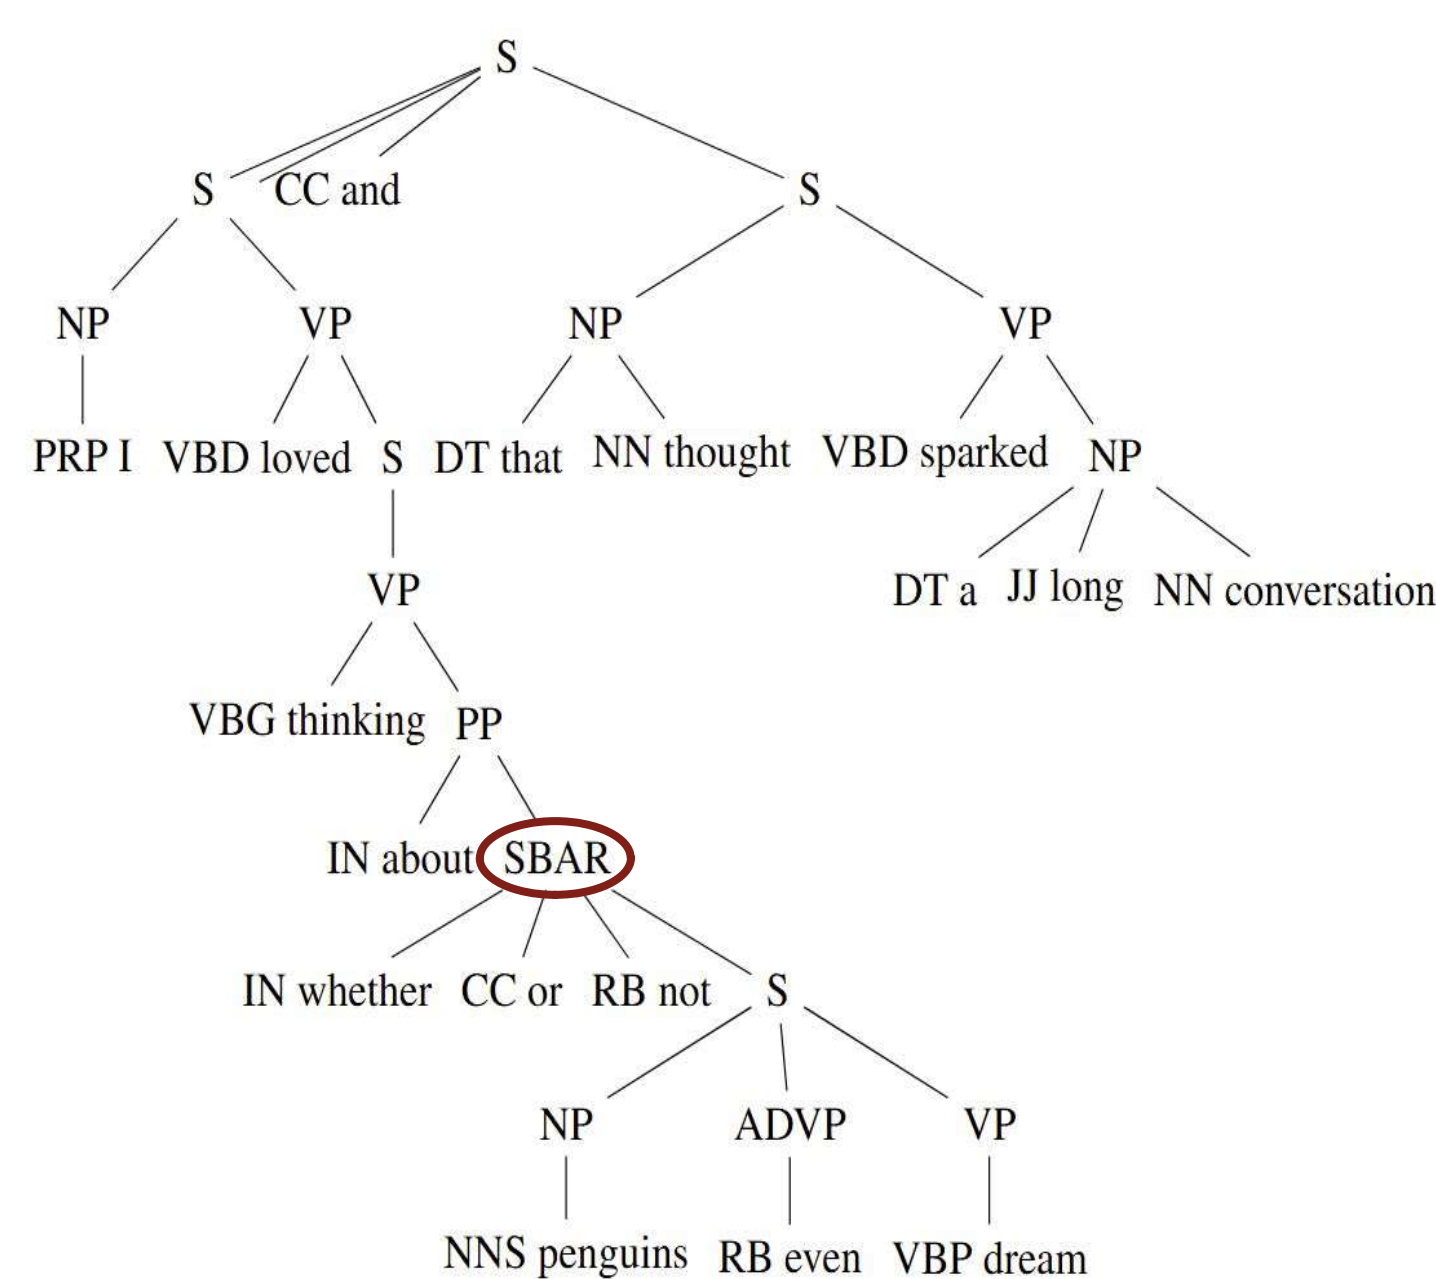 S
S CC and S
NP VP NP VP
PRP I VBD loved S DT that NN thought VBD sparked NP
VP DT a JJ long NN conversation
VBG thinking PP
IN about SBAR
IN whether CC or RB not S
NP ADVP VP
NNS penguins RB even VBP dream